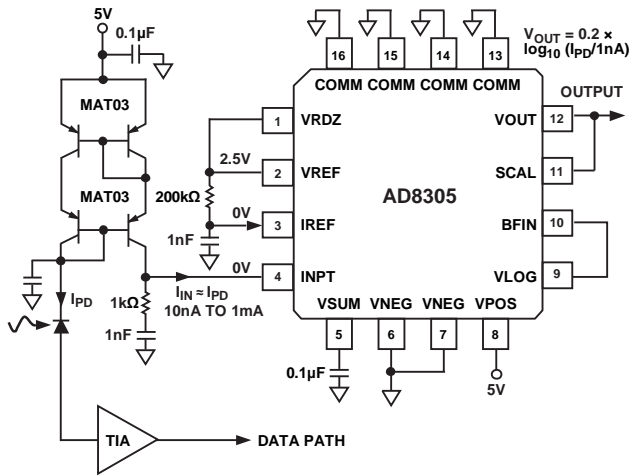 5V
0.1µF
MAT03
MAT03
I_PD
1kΩ
1nF
TIA
DATA PATH
I_IN ≈ I_PD
10nA TO 1mA
2.5V
200kΩ
0V
1nF
0V
16
15
14
13
COMM
COMM
COMM
COMM
V_OUT = 0.2 ×
log₁₀ (I_PD/1nA)
1
VRDZ
2
VREF
3
IREF
4
INPT
AD8305
VOUT
12
OUTPUT
SCAL
11
BFIN
10
VLOG
9
VSUM
VNEG
VNEG
VPOS
5
6
7
8
0.1µF
5V